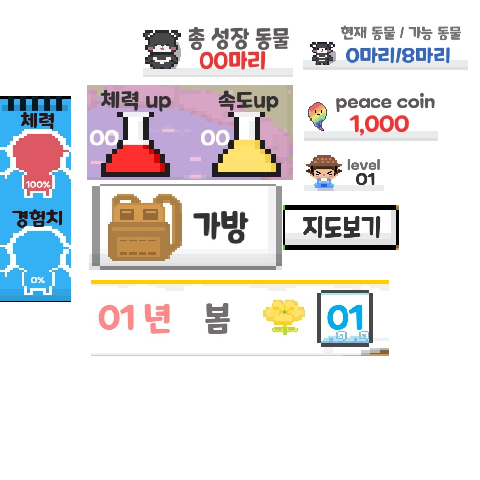 총 성장 동물
00마리
현재 동물 / 가능 동물
0마리/8마리
체력 up
속도up
00
00
peace coin
1,000
체력
100%
level
01
경험치
0%
가방
지도보기
01년 봄 01